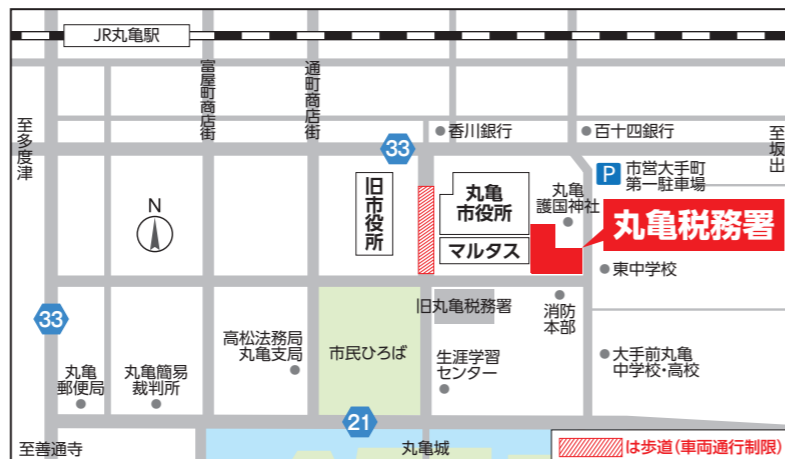 JR丸亀駅
至多度津
富屋町商店街
通町商店街
33
香川銀行
百十四銀行
至坂出
P
市営大手町
第一駐車場
旧市役所
丸亀
市役所
マルタス
丸亀
護国神社
丸亀税務署
N
東中学校
33
旧丸亀税務署
消防
本部
高松法務局
丸亀支局
市民ひろば
生涯学習
センター
大手前丸亀
中学校・高校
丸亀
郵便局
丸亀簡易
裁判所
21
至善通寺
丸亀城
は歩道(車両通行制限)